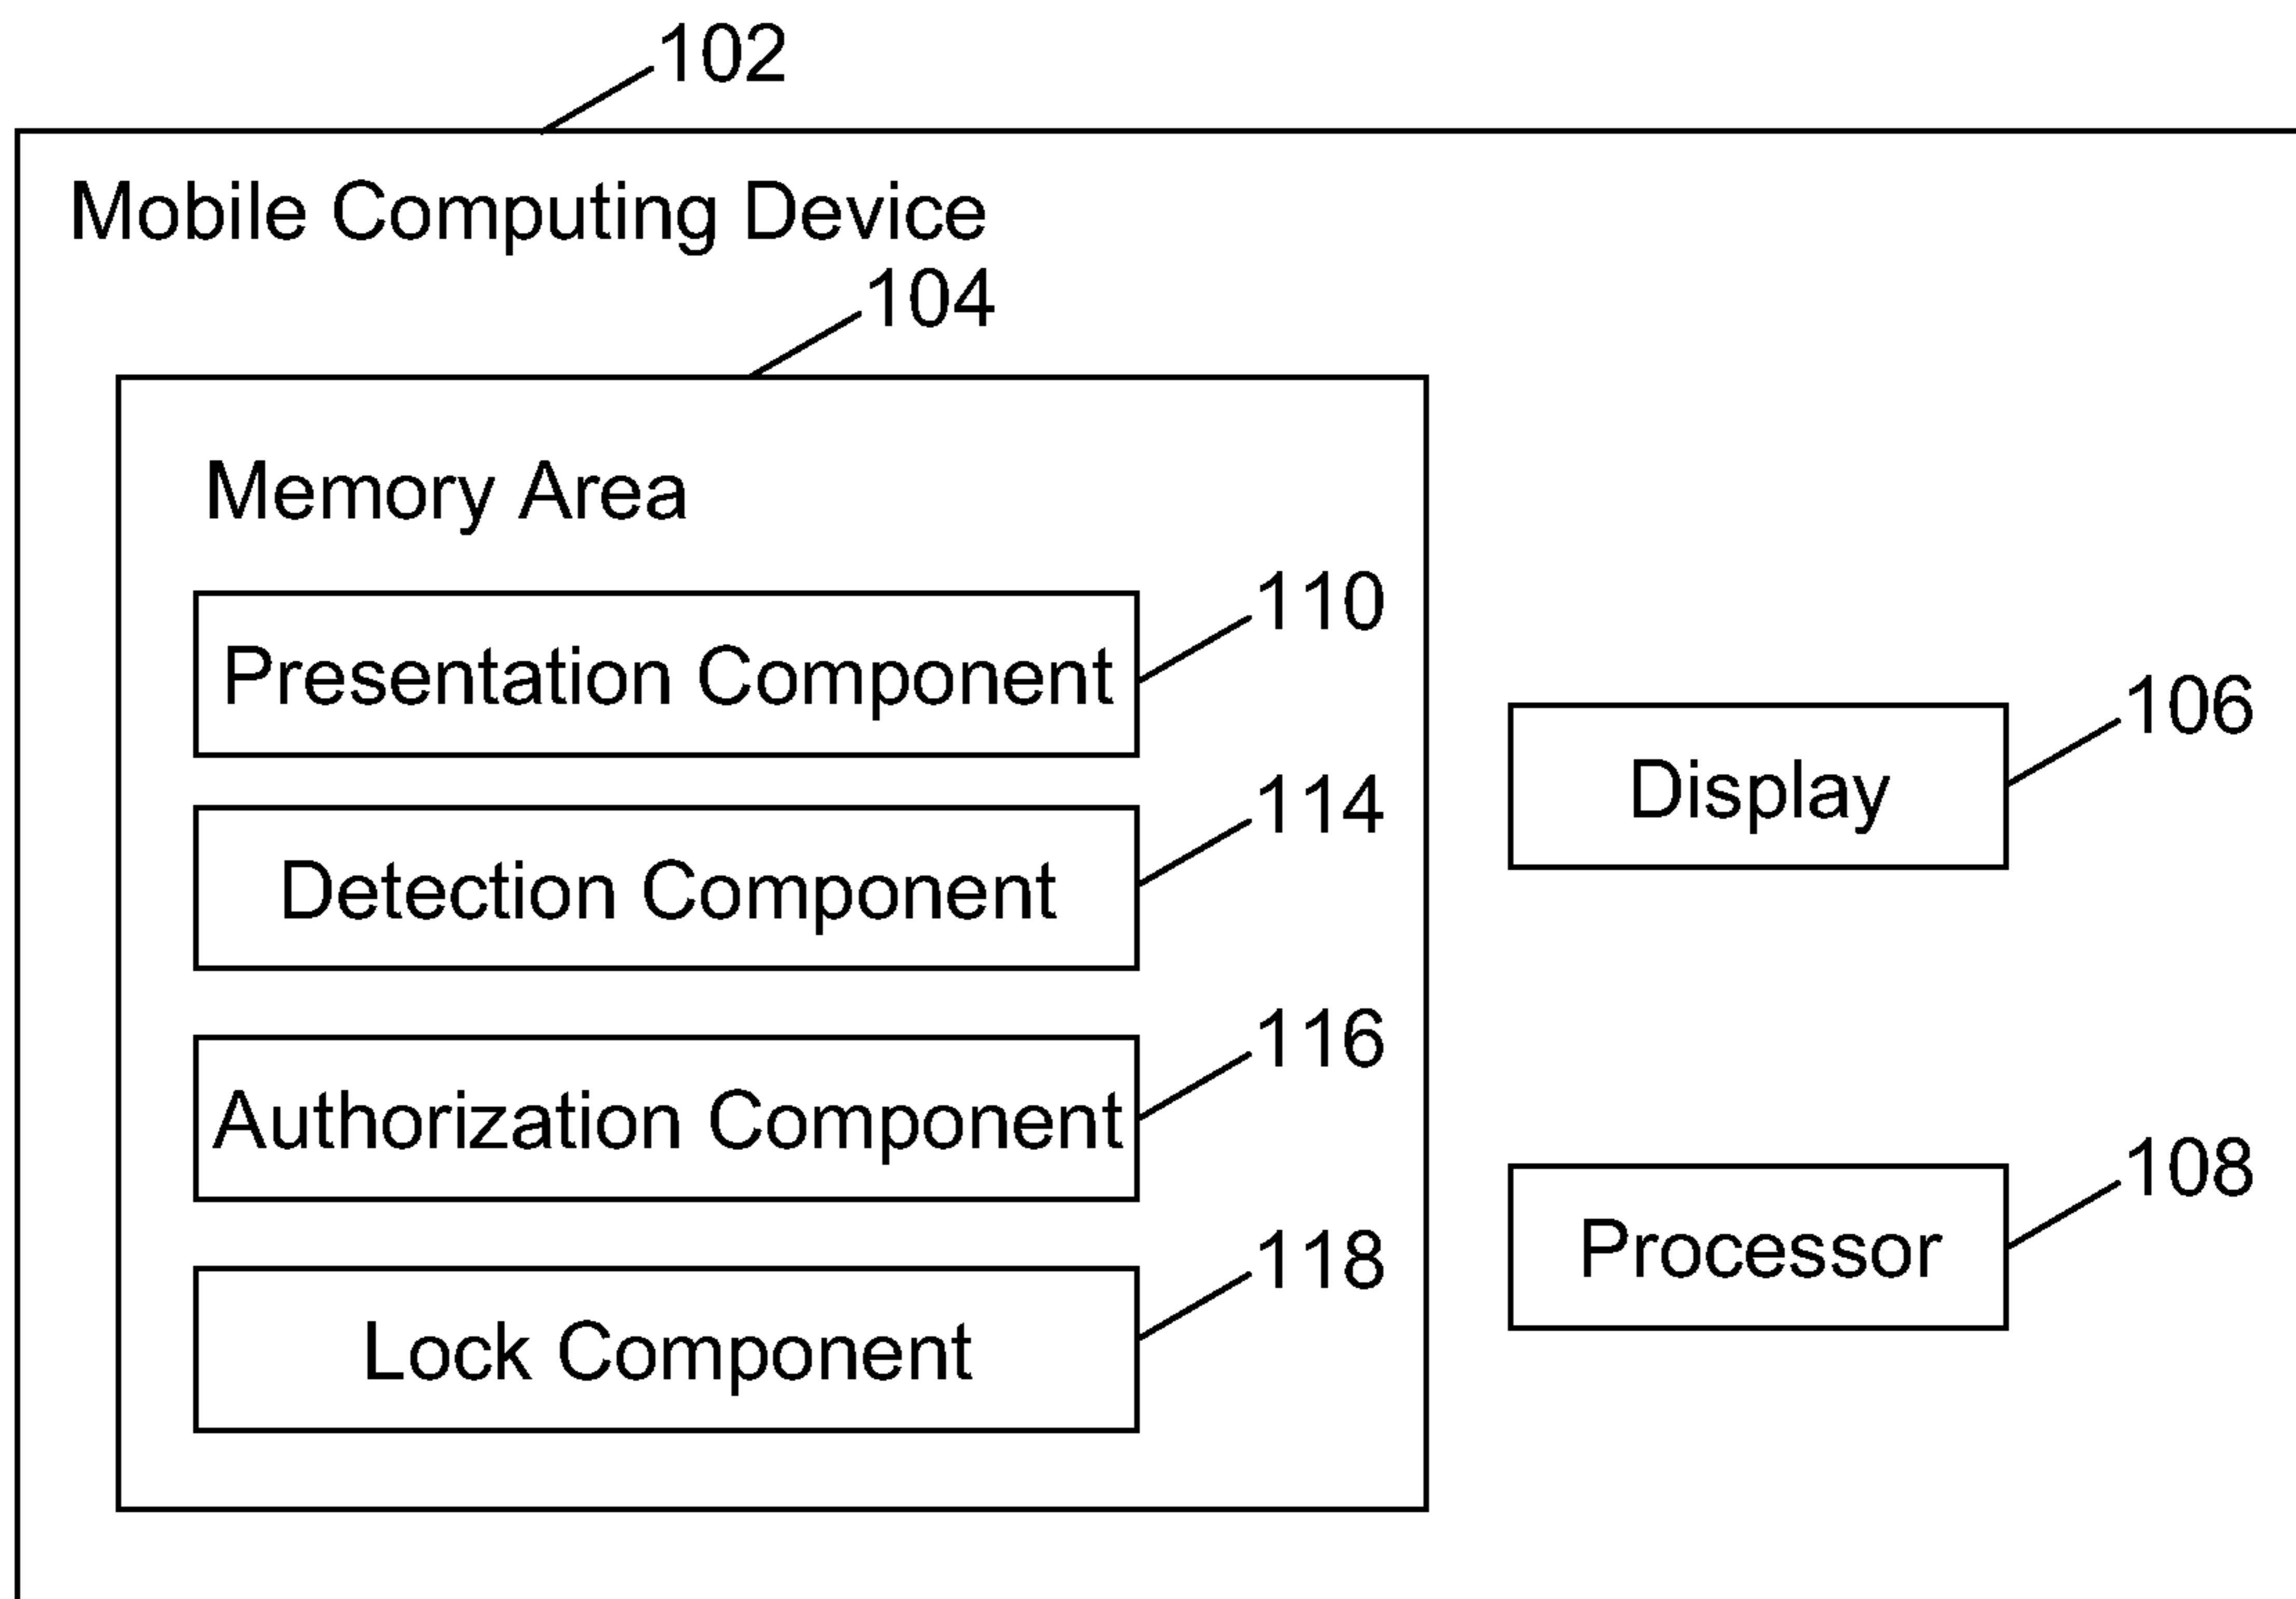 102
Mobile Computing Device
104
Memory Area
110
Presentation Component
106
Display
114
Detection Component
116
Authorization Component
108
Processor
118
Lock Component